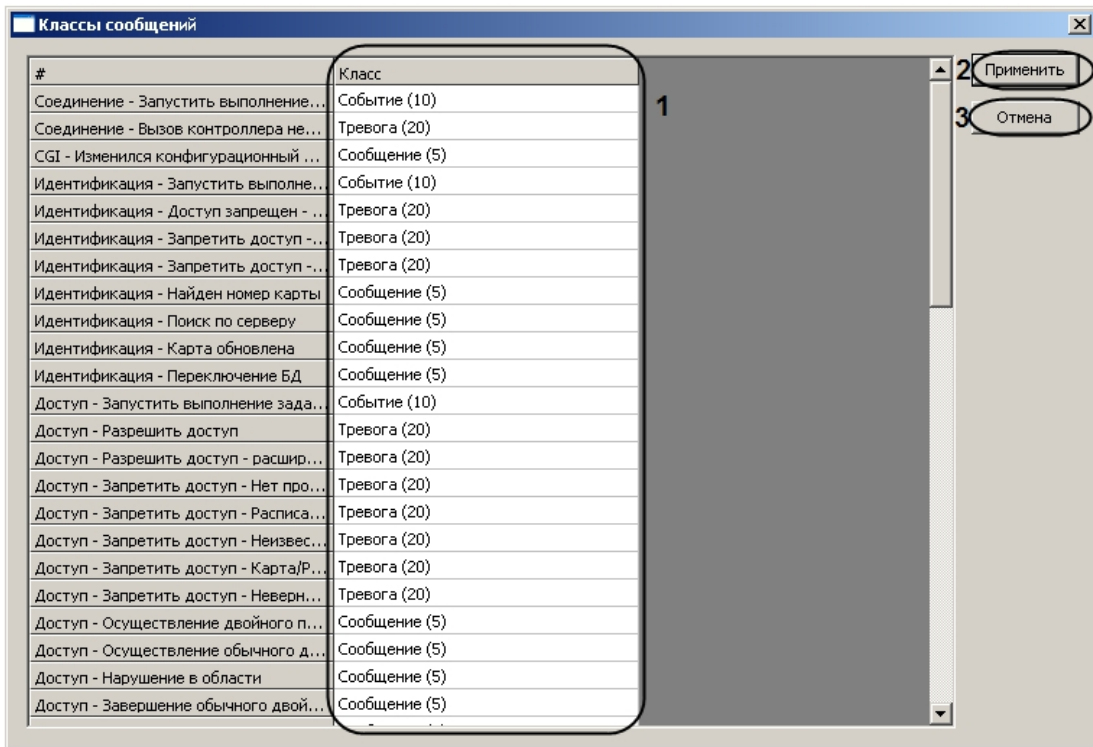 Классы сообщений
# Класс
Соединение - Запустить выполнение... Событие (10)
Соединение - Вызов контроллера не... Тревога (20)
CGI - Изменился конфигурационный ... Сообщение (5)
Идентификация - Запустить выполне... Событие (10)
Идентификация - Доступ запрещен - ... Тревога (20)
Идентификация - Запретить доступ -... Тревога (20)
Идентификация - Запретить доступ -... Тревога (20)
Идентификация - Найден номер карты Сообщение (5)
Идентификация - Поиск по серверу Сообщение (5)
Идентификация - Карта обновлена Сообщение (5)
Идентификация - Переключение БД Сообщение (5)
Доступ - Запустить выполнение зада... Событие (10)
Доступ - Разрешить доступ Тревога (20)
Доступ - Разрешить доступ - расшир... Тревога (20)
Доступ - Запретить доступ - Нет про... Тревога (20)
Доступ - Запретить доступ - Расписа... Тревога (20)
Доступ - Запретить доступ - Неизвес... Тревога (20)
Доступ - Запретить доступ - Карта/Р... Тревога (20)
Доступ - Запретить доступ - Неверн... Тревога (20)
Доступ - Осуществление двойного п... Сообщение (5)
Доступ - Осуществление обычного д... Сообщение (5)
Доступ - Нарушение в области Сообщение (5)
Доступ - Завершение обычного двой... Сообщение (5)
1
2 Применить
3 Отмена